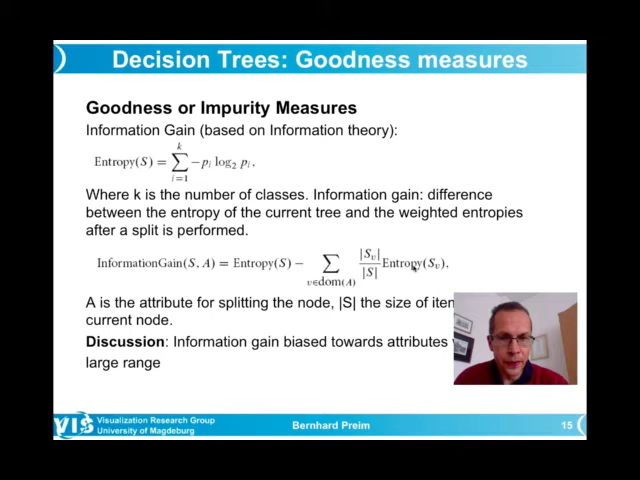 Decision Trees: Goodness measures
Goodness or Impurity Measures
Information Gain (based on Information theory):
Entropy(S) = ∑_{i=1}^{k} −p_i log_2 p_i.
Where k is the number of classes. Information gain: difference
between the entropy of the current tree and the weighted entropies
after a split is performed.
InformationGain(S, A) = Entropy(S) − ∑_{v∈dom(A)} |S_v|/|S| Entropy(S_v),
A is the attribute for splitting the node, |S| the size of
current node.
Discussion: Information gain biased towards attributes
large range
VIS Visualization Research Group
University of Magdeburg
Bernhard Preim
15